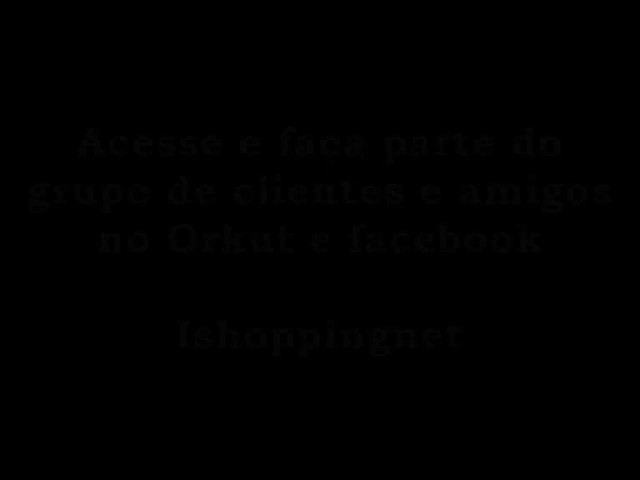 Acesse e faça parte do
grupo de clientes e amigos
no Orkut e facebook
Ishoppingnet